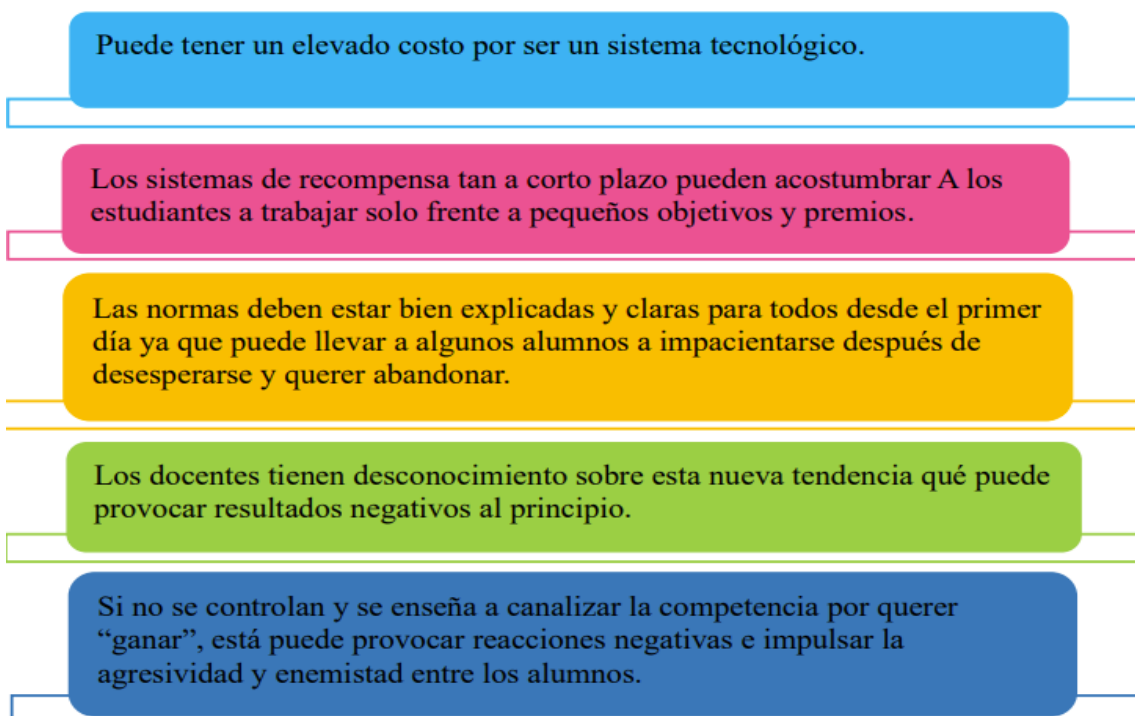 Puede tener un elevado costo por ser un sistema tecnológico.
Los sistemas de recompensa tan a corto plazo pueden acostumbrar A los
estudiantes a trabajar solo frente a pequeños objetivos y premios.
Las normas deben estar bien explicadas y claras para todos desde el primer
día ya que puede llevar a algunos alumnos a impacientarse después de
desesperarse y querer abandonar.
Los docentes tienen desconocimiento sobre esta nueva tendencia qué puede
provocar resultados negativos al principio.
Si no se controlan y se enseña a canalizar la competencia por querer
“ganar”, está puede provocar reacciones negativas e impulsar la
agresividad y enemistad entre los alumnos.